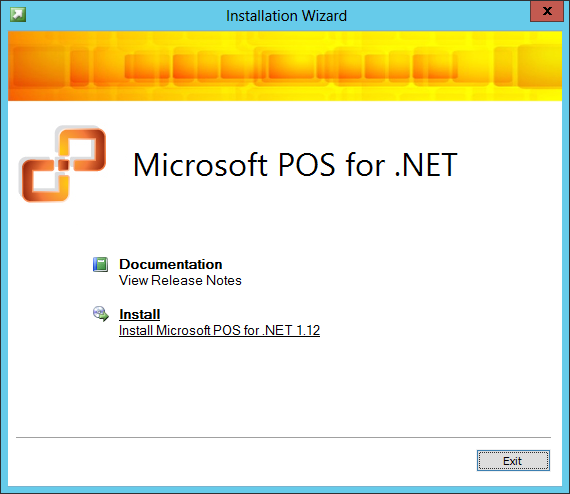 Installation Wizard
x
Microsoft POS for .NET
Documentation
View Release Notes
Install
Install Microsoft POS for .NET 1.12
Exit